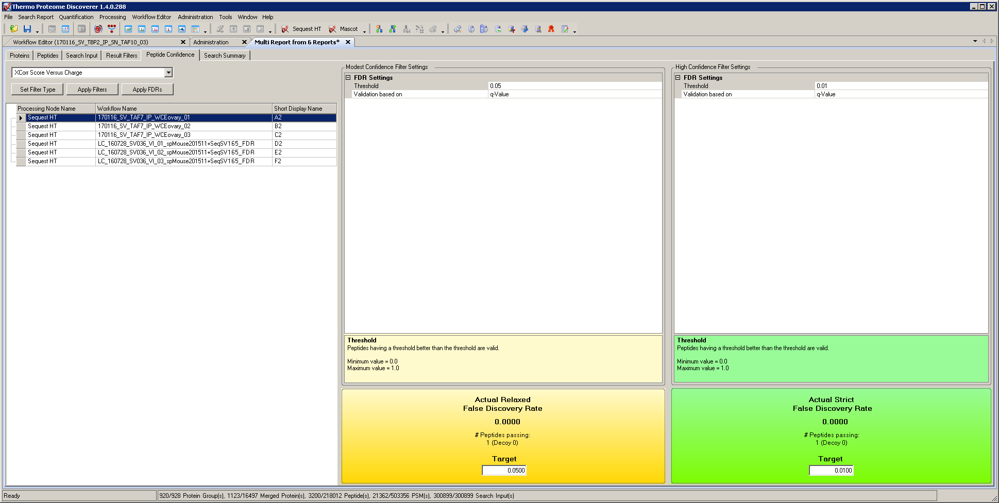 Thermo Proteome Discoverer 1.4.0.288
File Search Report Quantification Processing Workflow Editor Administration Tools Window Help
Sequest HT Mascot
Workflow Editor (170116_SV_TBP2_IP_SN_TAF10_03) Administration Multi Report from 6 Reports*
Proteins Peptides Search Input Result Filters Peptide Confidence Search Summary
XCorr Score Versus Charge
Set Filter Type Apply Filters Apply FDRs
Processing Node Name Workflow Name Short Display Name
Sequest HT 170116_SV_TAF7_IP_WCEovary_01 A2
Sequest HT 170116_SV_TAF7_IP_WCEovary_02 B2
Sequest HT 170116_SV_TAF7_IP_WCEovary_03 C2
Sequest HT LC_160728_SV036_VI_01_spMouse201511+SeqSV165_FDR D2
Sequest HT LC_160728_SV036_VI_02_spMouse201511+SeqSV165_FDR E2
Sequest HT LC_160728_SV036_VI_03_spMouse201511+SeqSV165_FDR F2
Modest Confidence Filter Settings
FDR Settings
Threshold 0.05
Validation based on q-Value
Threshold
Peptides having a threshold better than the threshold are valid.
Minimum value = 0.0
Maximum value = 1.0
Actual Relaxed
False Discovery Rate
0.0000
# Peptides passing:
1 (Decoy 0)
Target
0.0500
High Confidence Filter Settings
FDR Settings
Threshold 0.01
Validation based on q-Value
Threshold
Peptides having a threshold better than the threshold are valid.
Minimum value = 0.0
Maximum value = 1.0
Actual Strict
False Discovery Rate
0.0000
# Peptides passing:
1 (Decoy 0)
Target
0.0100
Ready 920/928 Protein Group(s), 1123/16497 Merged Protein(s), 3200/218012 Peptide(s), 21362/503356 PSM(s), 300899/300899 Search Input(s)